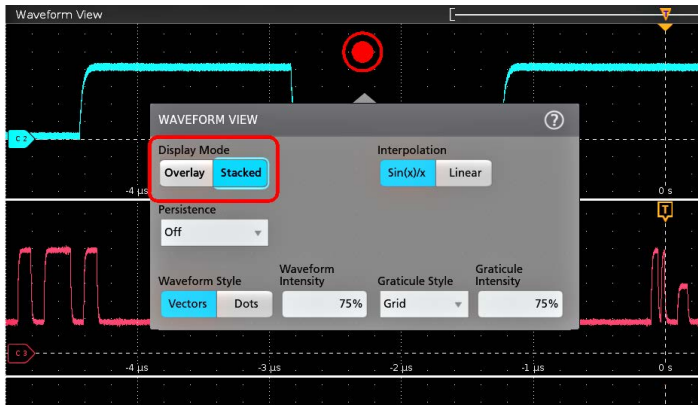 Waveform View
T
C 2
WAVEFORM VIEW
?
Display Mode
Interpolation
Overlay Stacked
Sin(x)/x Linear
-4 µs
0 s
Persistence
T
Off
Waveform Style
Waveform Intensity
Graticule Style
Graticule Intensity
Vectors Dots
75%
Grid
75%
C 3
-4 µs
-3 µs
-2 µs
-1 µs
0 s